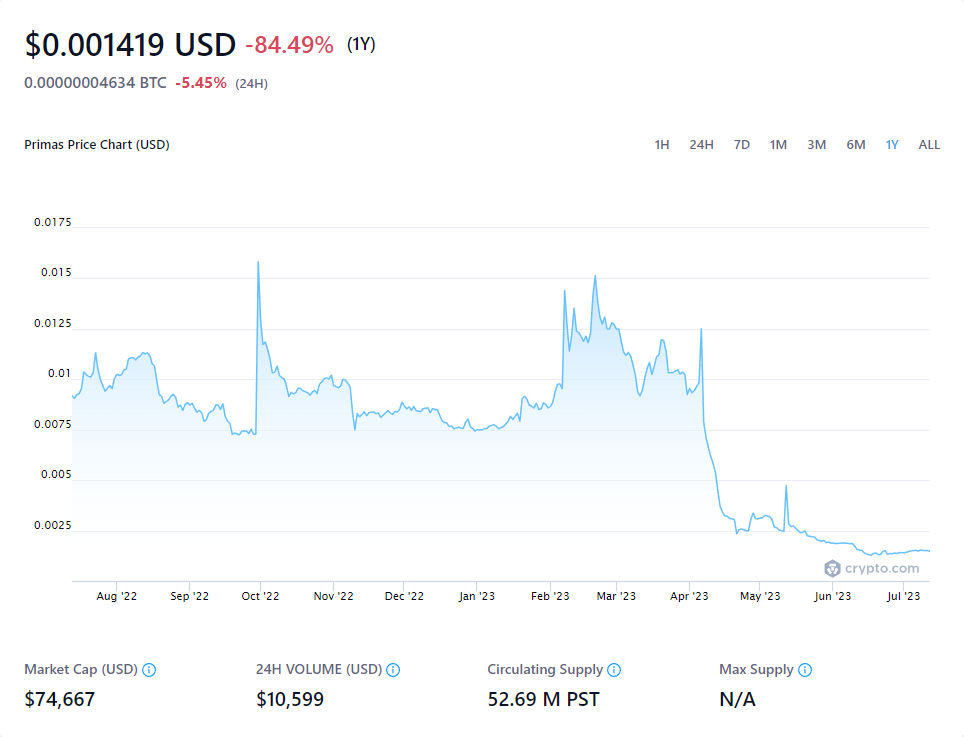 $0.001419 USD -84.49% (1Y)
0.00000004634 BTC -5.45% (24H)
Primas Price Chart (USD) 1H 24H 7D 1M 3M 6M 1Y ALL
0.0175
0.015
0.0125
0.01
0.0075
0.005
0.0025
crypto.com
Aug '22 Sep '22 Oct '22 Nov '22 Dec '22 Jan '23 Feb '23 Mar '23 Apr '23 May '23 Jun '23 Jul '23
Market Cap (USD) 24H VOLUME (USD) Circulating Supply Max Supply
$74,667 $10,599 52.69 M PST N/A